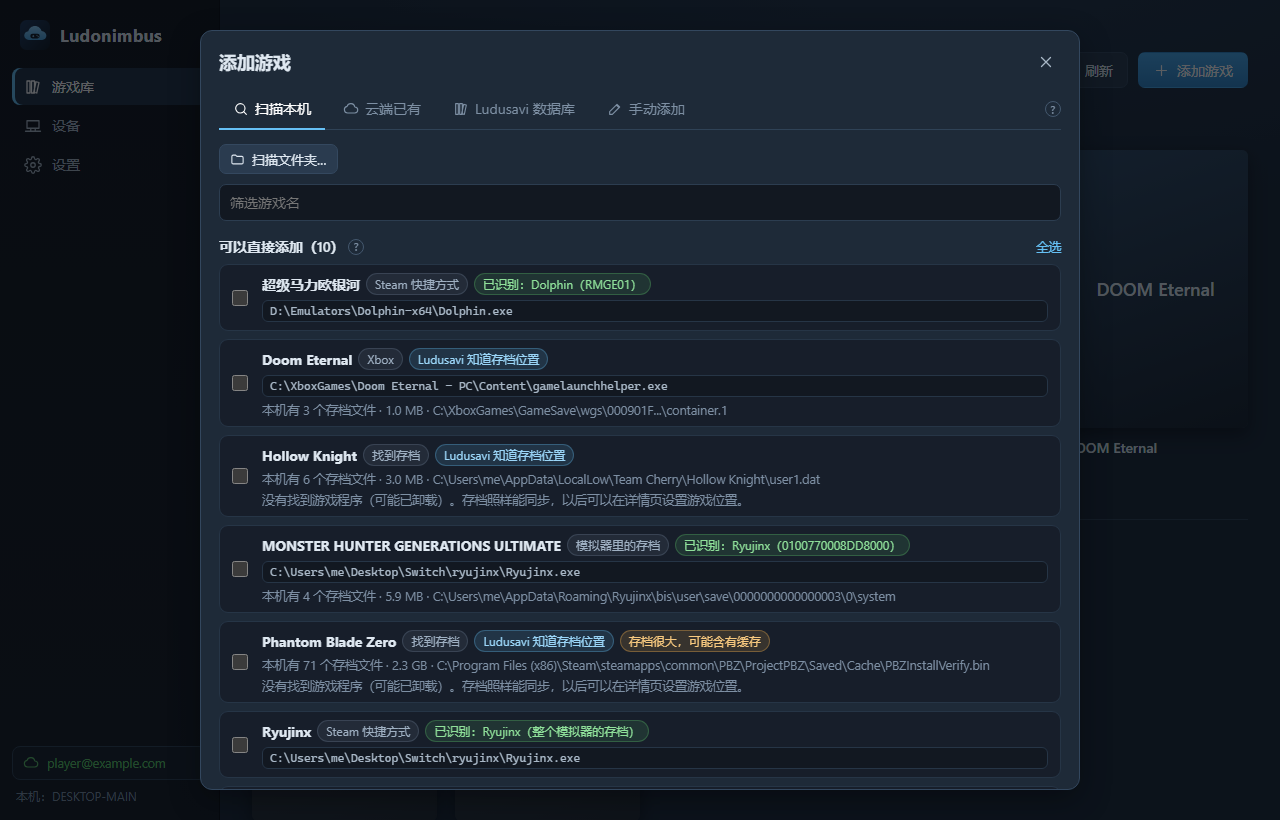 Ludonimbus
游戏库
设备
设置
player@example.com
本机：DESKTOP-MAIN
刷新
添加游戏
DOOM Eternal
DOOM Eternal
添加游戏
扫描本机
云端已有
Ludusavi 数据库
手动添加
?
扫描文件夹...
筛选游戏名
可以直接添加（10） ?
全选
超级马力欧银河 Steam 快捷方式 已识别：Dolphin（RMGE01）
D:\Emulators\Dolphin-x64\Dolphin.exe
Doom Eternal Xbox Ludusavi 知道存档位置
C:\XboxGames\Doom Eternal - PC\Content\gamelaunchhelper.exe
本机有 3 个存档文件 · 1.0 MB · C:\XboxGames\GameSave\wgs\000901F...\container.1
Hollow Knight 找到存档 Ludusavi 知道存档位置
本机有 6 个存档文件 · 3.0 MB · C:\Users\me\AppData\LocalLow\Team Cherry\Hollow Knight\user1.dat
没有找到游戏程序（可能已卸载）。存档照样能同步，以后可以在详情页设置游戏位置。
MONSTER HUNTER GENERATIONS ULTIMATE 模拟器里的存档 已识别：Ryujinx（0100770008DD8000）
C:\Users\me\Desktop\Switch\ryujinx\Ryujinx.exe
本机有 4 个存档文件 · 5.9 MB · C:\Users\me\AppData\Roaming\Ryujinx\bis\user\save\0000000000000003\0\system
Phantom Blade Zero 找到存档 Ludusavi 知道存档位置 存档很大，可能含有缓存
本机有 71 个存档文件 · 2.3 GB · C:\Program Files (x86)\Steam\steamapps\common\PBZ\ProjectPBZ\Saved\Cache\PBZInstallVerify.bin
没有找到游戏程序（可能已卸载）。存档照样能同步，以后可以在详情页设置游戏位置。
Ryujinx Steam 快捷方式 已识别：Ryujinx（整个模拟器的存档）
C:\Users\me\Desktop\Switch\ryujinx\Ryujinx.exe